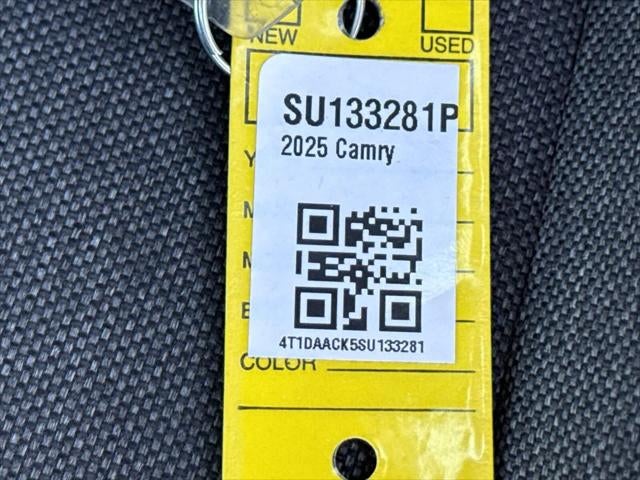 NEW USED
SU133281P
2025 Camry
Y
M
M
4T1DAACK5SU133281
COLOR